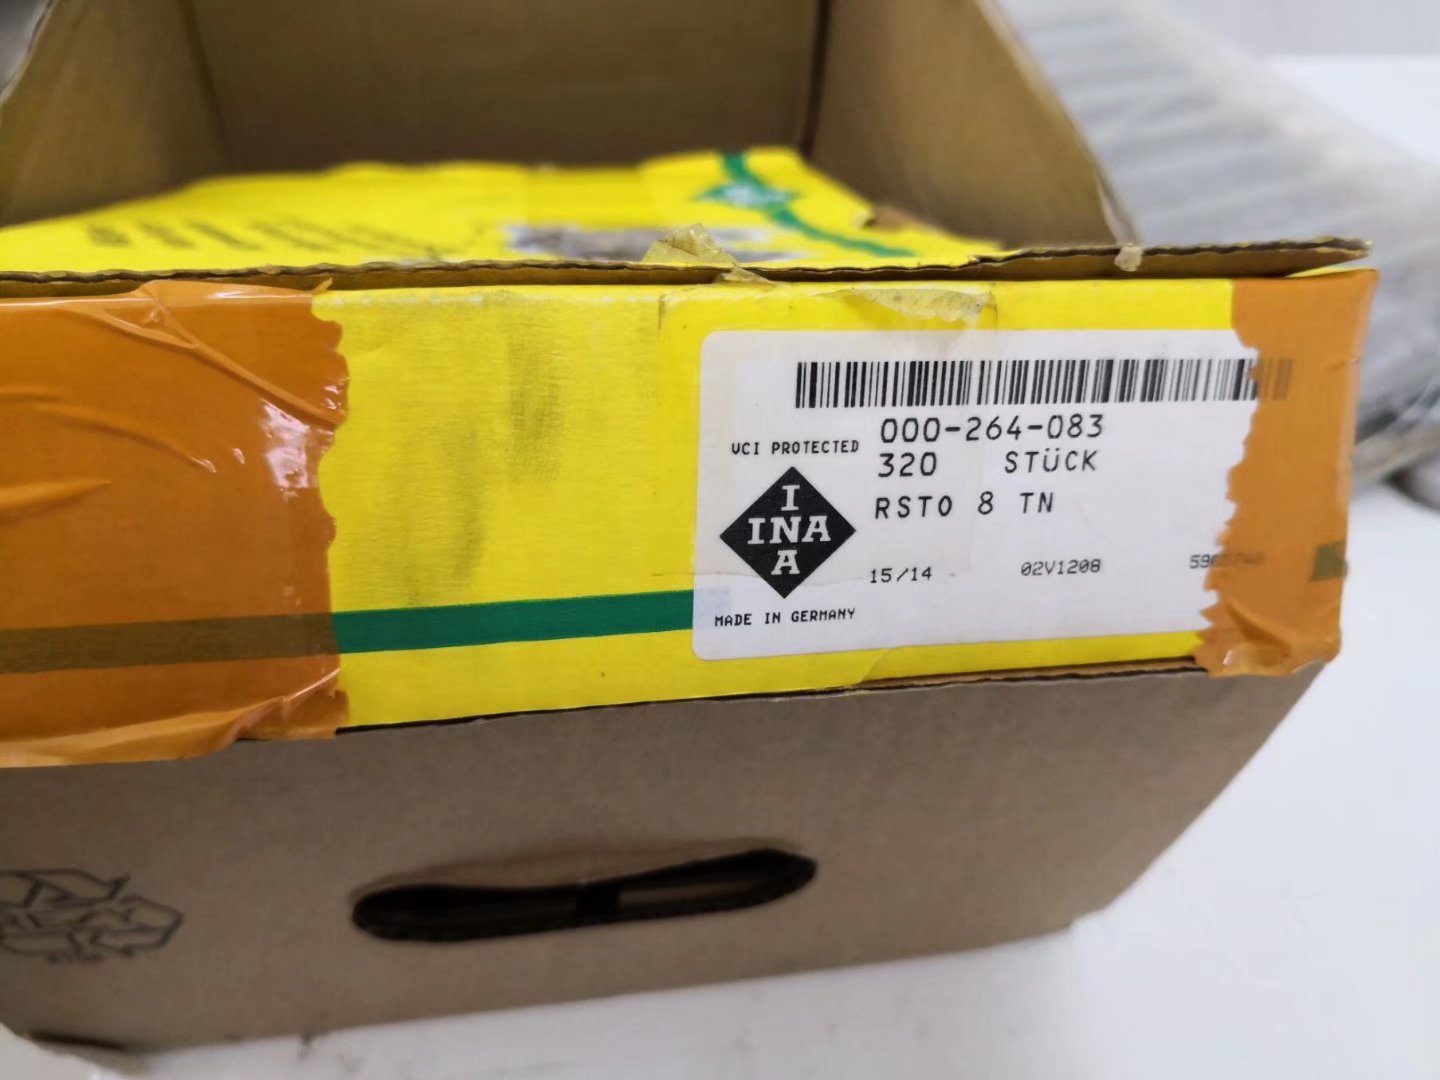 000-264-083
VCI PROTECTED
320 STÜCK
RSTO 8 TN
I
INA
A
15/14 02V1208
MADE IN GERMANY